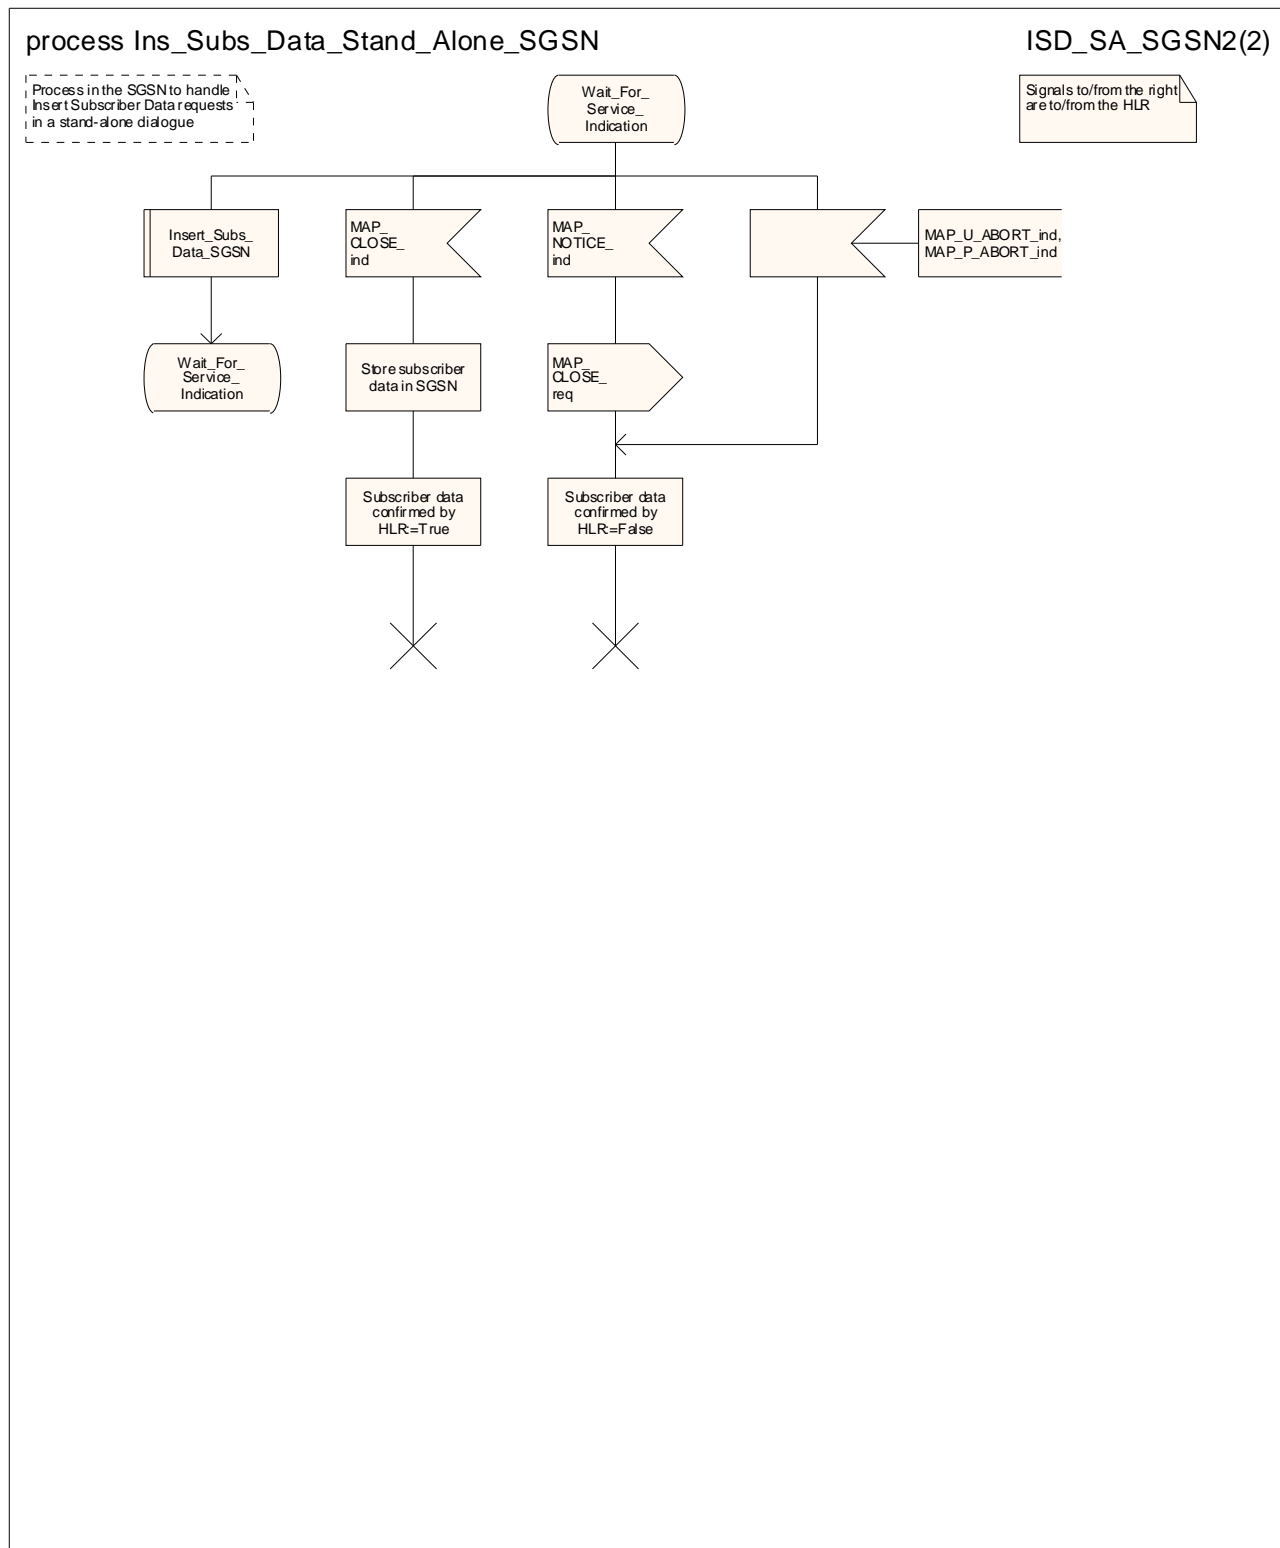 process Ins_Subs_Data_Stand_Alone_SGSN
ISD_SA_SGSN2(2)
Process in the SGSN to handle
Insert Subscriber Data requests
in a stand-alone dialogue
Wait_For_
Service_
Indication
Signals to/from the right
are to/from the HLR
Insert_Subs_
Data_SGSN
MAP_
CLOSE_
ind
MAP_
NOTICE_
ind
MAP_U_ABORT_ind,
MAP_P_ABORT_ind
Wait_For_
Service_
Indication
Store subscriber
data in SGSN
MAP_
CLOSE_
req
Subscriber data
confirmed by
HLR:=True
Subscriber data
confirmed by
HLR:=False